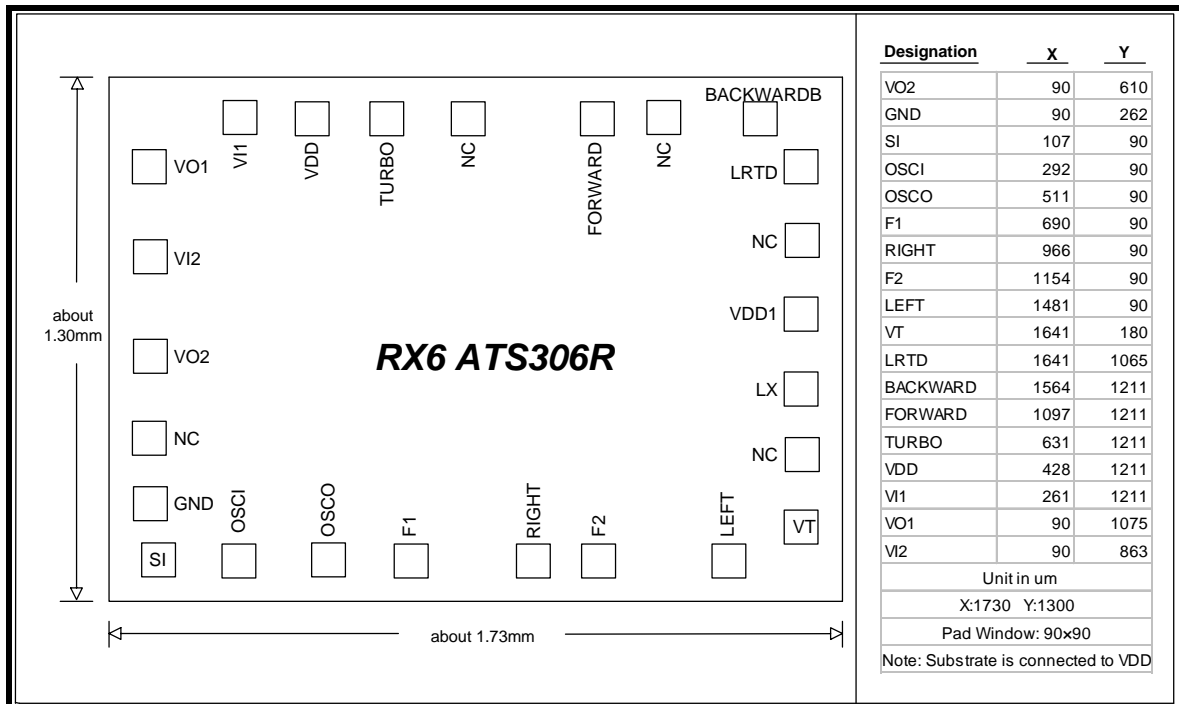 BACKWARDB
VO1
VI1
VDD
TURBO
NC
FORWARD
NC
LRTD
NC
VI2
about
1.30mm
VDD1
VO2
RX6 ATS306R
LX
NC
NC
GND
OSCI
OSCO
F1
RIGHT
F2
LEFT
VT
SI
about 1.73mm
Designation X Y
VO2 90 610
GND 90 262
SI 107 90
OSCI 292 90
OSCO 511 90
F1 690 90
RIGHT 966 90
F2 1154 90
LEFT 1481 90
VT 1641 180
LRTD 1641 1065
BACKWARD 1564 1211
FORWARD 1097 1211
TURBO 631 1211
VDD 428 1211
VI1 261 1211
VO1 90 1075
VI2 90 863
Unit in um
X:1730 Y:1300
Pad Window: 90×90
Note: Substrate is connected to VDD